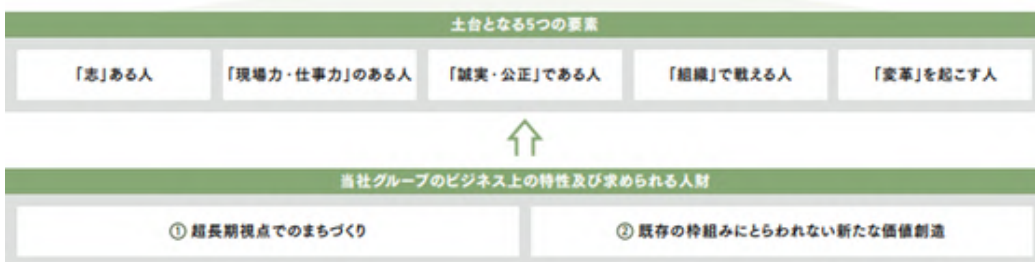 土台となる5つの要素
「志」ある人
「現場力・仕事力」のある人
「誠実・公正」である人
「組織」で戦える人
「変革」を起こす人
当社グループのビジネス上の特性及び求められる人財
① 超長期視点でのまちづくり
② 既存の枠組みにとらわれない新たな価値創造